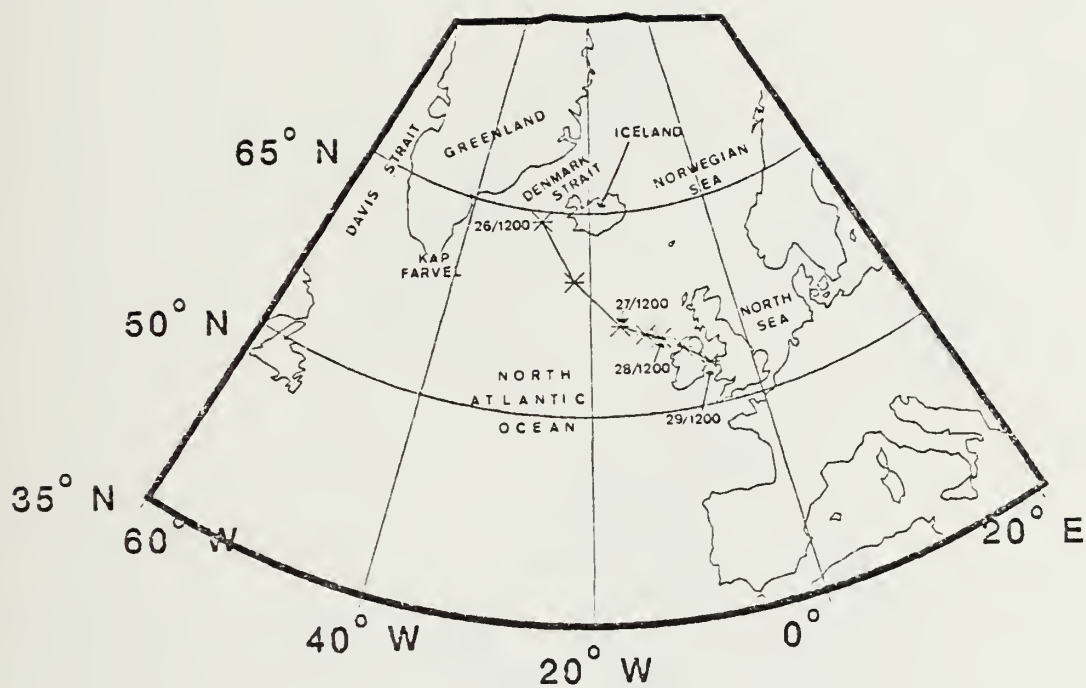 65° N
DAVIS STRAIT
GREENLAND
ICELAND
DENMARK
STRAIT
NORWEGIAN
SEA
26/1200
KAP
FARVEL
50° N
27/1200
NORTH
SEA
28/1200
NORTH
ATLANTIC
OCEAN
29/1200
35° N
60° W
20° E
40° W
0°
20° W